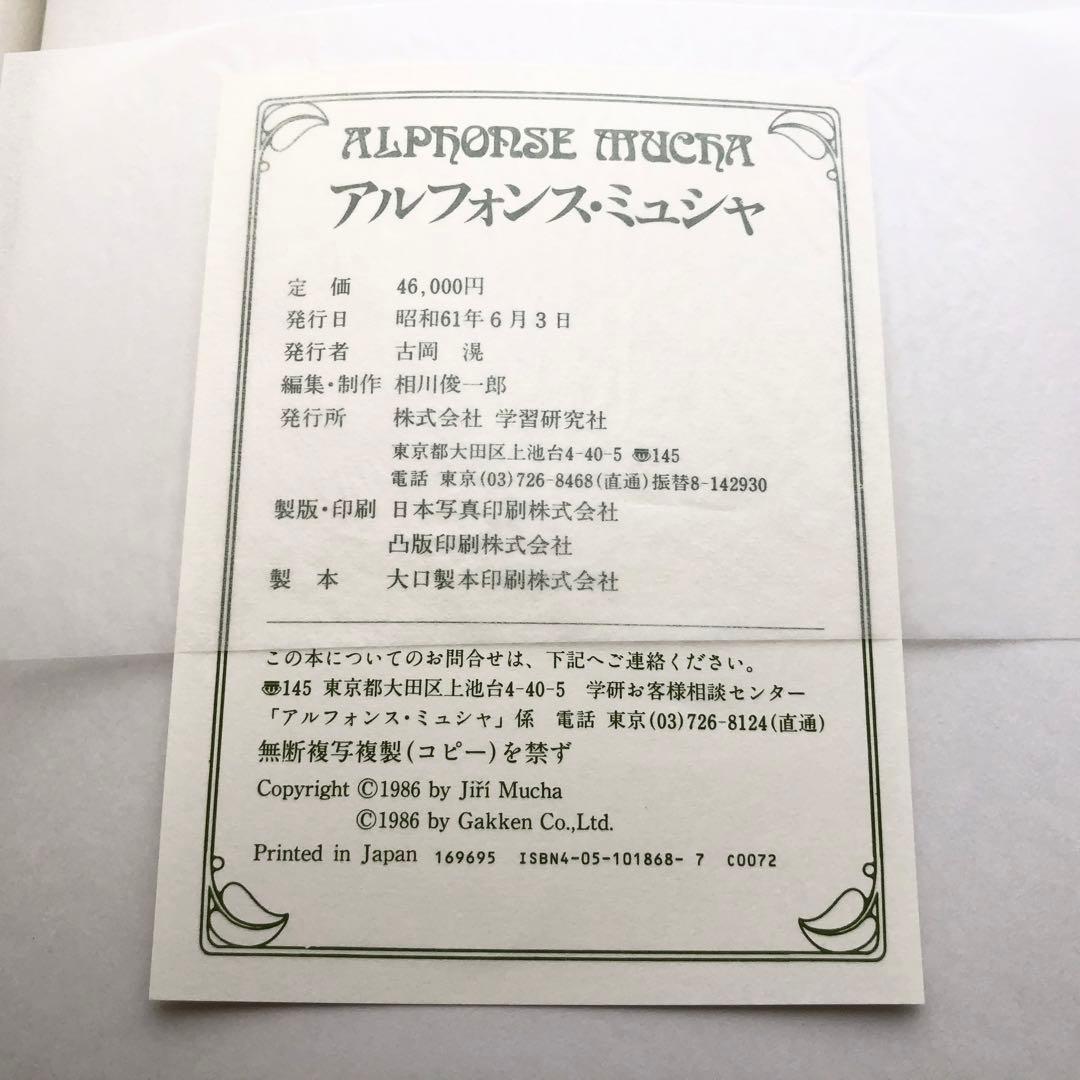 ALPHONSE MUCHA
アルフォンス・ミュシャ
定 価 46,000円
発行日 昭和61年6月3日
発行者 古岡 滉
編集・制作 相川俊一郎
発行所 株式会社 学習研究社
東京都大田区上池台4-40-5 〠145
電話 東京(03)726-8468(直通)振替8-142930
製版・印刷 日本写真印刷株式会社
凸版印刷株式会社
製 本 大口製本印刷株式会社
この本についてのお問合せは、下記へご連絡ください。
〠145 東京都大田区上池台4-40-5 学研お客様相談センター
「アルフォンス・ミュシャ」係 電話 東京(03)726-8124(直通)
無断複写複製(コピー)を禁ず
Copyright ©1986 by Jiří Mucha
©1986 by Gakken Co.,Ltd.
Printed in Japan 169695 ISBN4-05-101868- 7 C0072